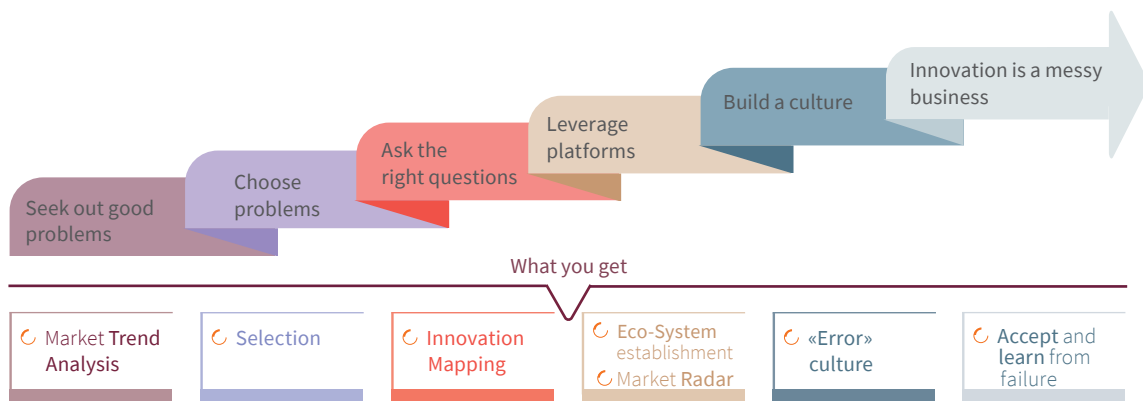 Seek out good
problems
Choose
problems
Ask the
right questions
Leverage
platforms
Build a culture
Innovation is a messy
business
What you get
Market Trend
Analysis
Selection
Innovation
Mapping
Eco-System
establishment
Market Radar
«Error»
culture
Accept and
learn from
failure